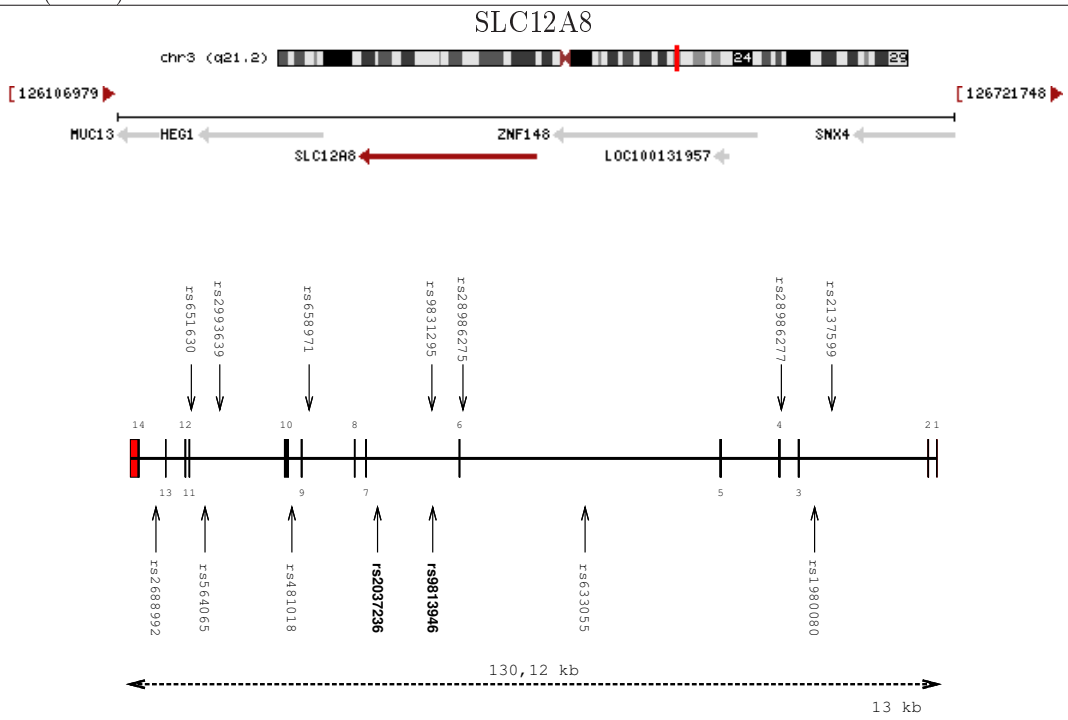 SLC12A8
chr3 (q21.2)
24
29
[126106979
[126721748
MUC13
HEG1
ZNF148
SNX4
SLC12A8
LOC100131957
rs651630
rs2993639
rs658971
rs9831295
rs28986275
rs28986277
rs2137599
14
12
10
8
6
4
2
1
13
11
9
7
5
3
rs2688992
rs564065
rs481018
rs2037236
rs9813946
rs633055
rs1980080
130,12 kb
13 kb